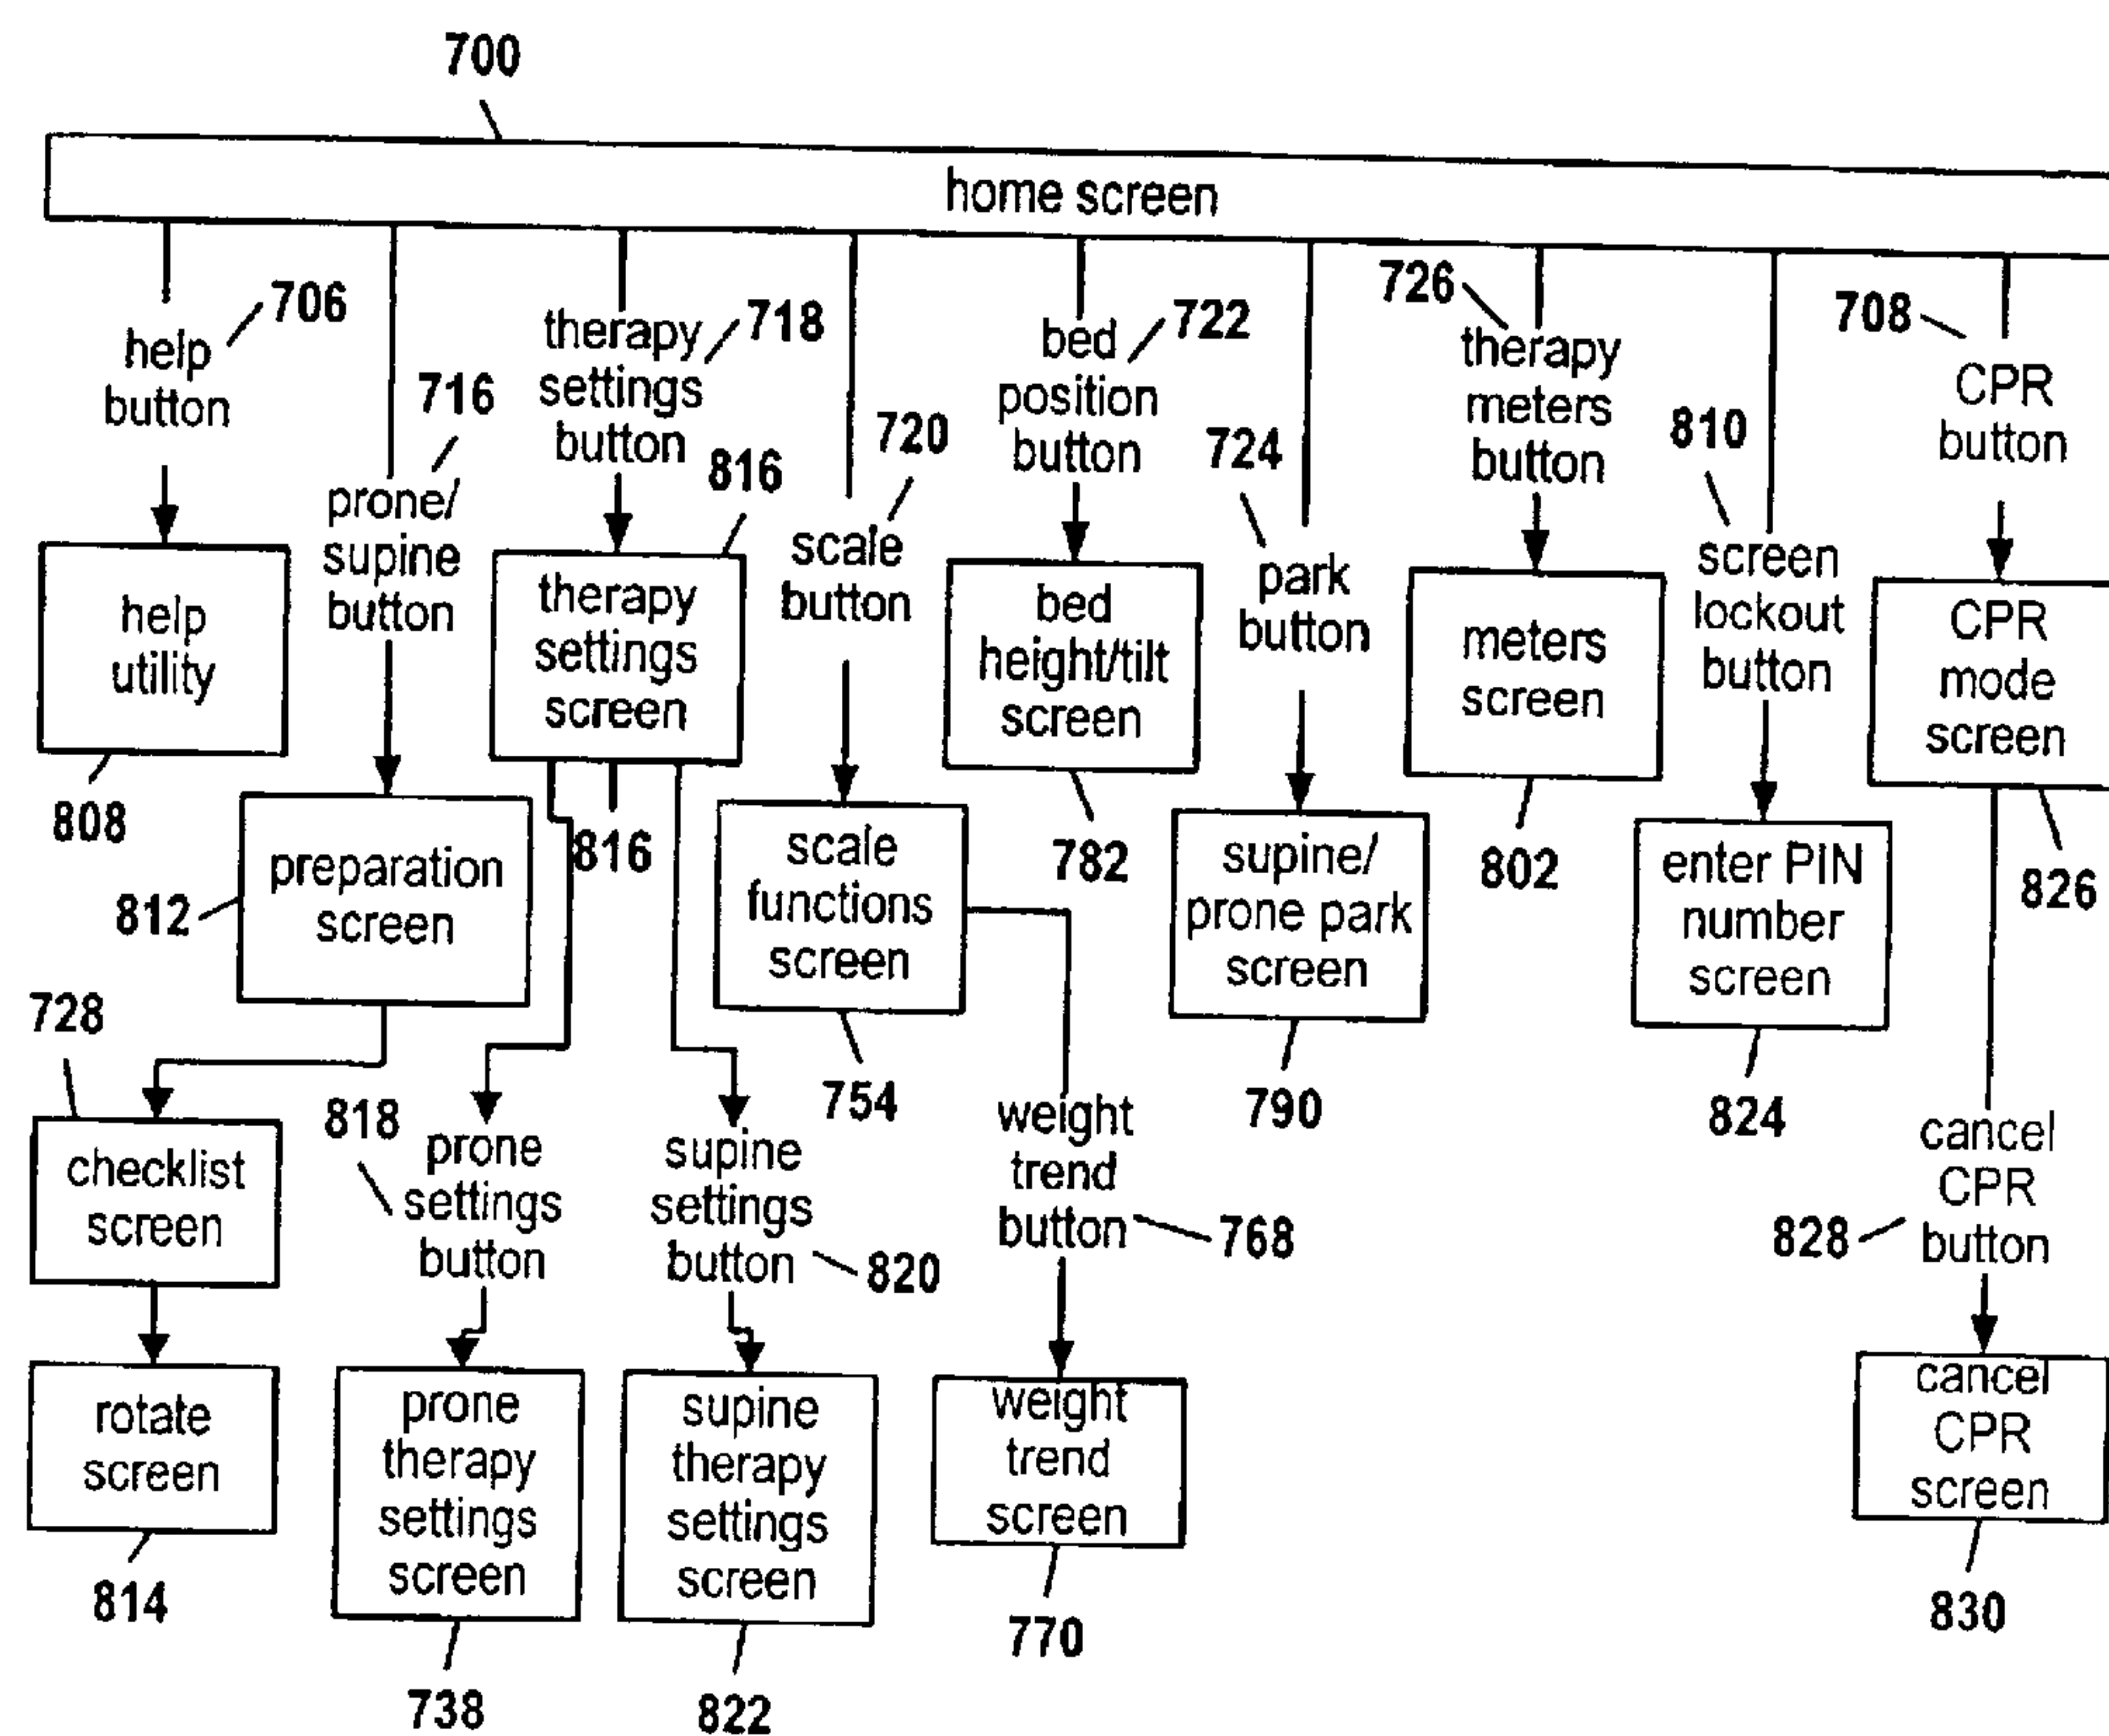 700
home screen
706
help
button
716
prone/
supine
button
718
therapy
settings
button
720
scale
button
722
bed
position
button
724
park
button
726
therapy
meters
button
810
screen
lockout
button
708
CPR
button
help
utility
808
816
therapy
settings
screen
816
bed
height/tilt
screen
782
meters
screen
802
CPR
mode
screen
826
812
preparation
screen
scale
functions
screen
754
supine/
prone park
screen
790
enter PIN
number
screen
824
728
checklist
screen
818
prone
settings
button
supine
settings
button
820
weight
trend
button
768
cancel
CPR
button
828
rotate
screen
814
prone
therapy
settings
screen
738
supine
therapy
settings
screen
822
weight
trend
screen
770
cancel
CPR
screen
830